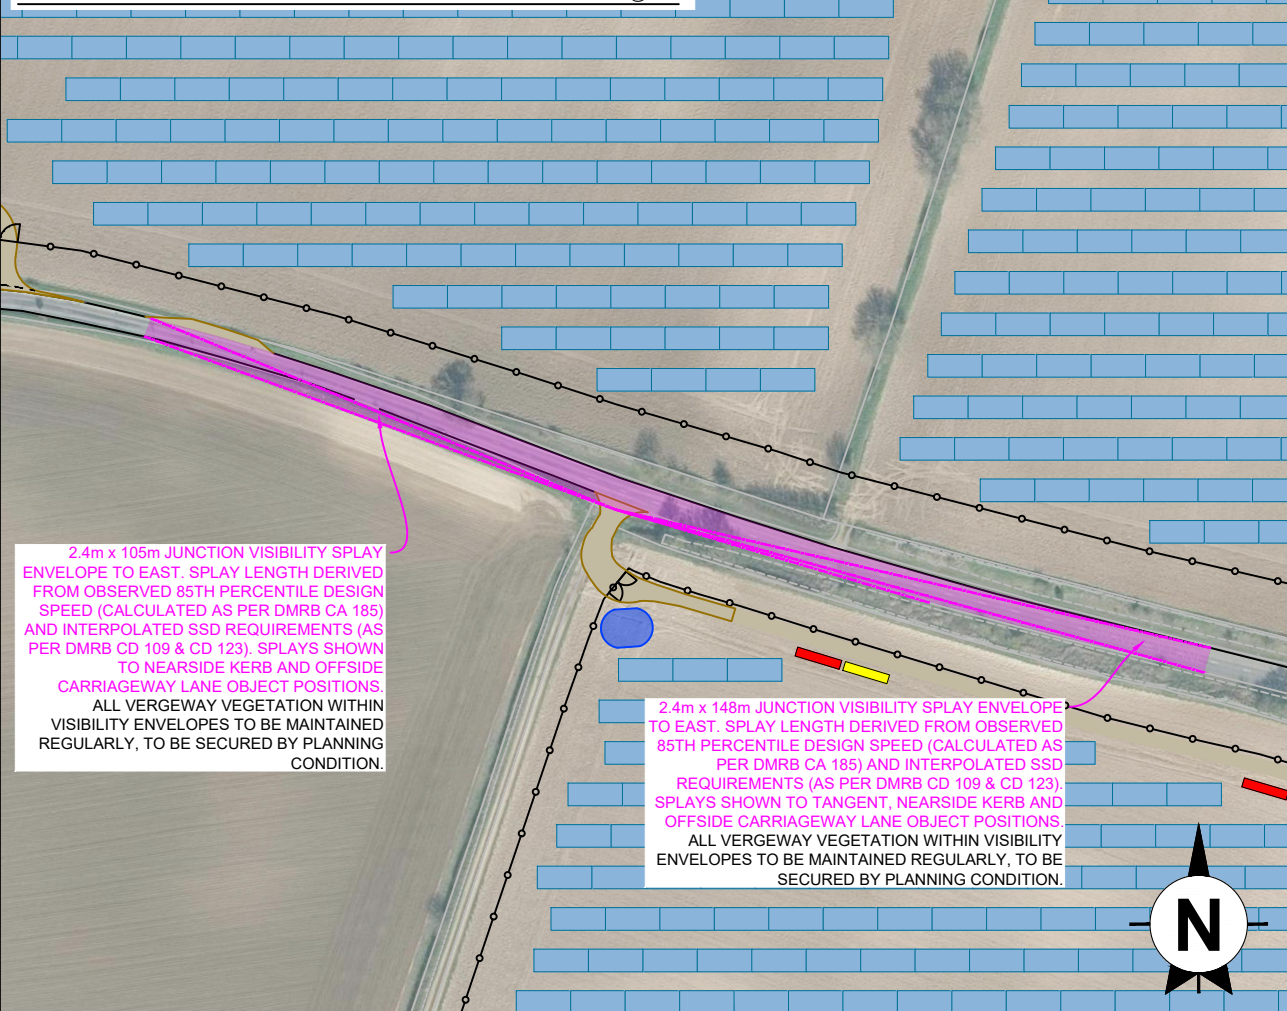 2.4m x 105m JUNCTION VISIBILITY SPLAY
ENVELOPE TO EAST. SPLAY LENGTH DERIVED
FROM OBSERVED 85TH PERCENTILE DESIGN
SPEED (CALCULATED AS PER DMRB CA 185)
AND INTERPOLATED SSD REQUIREMENTS (AS
PER DMRB CD 109 & CD 123). SPLAYS SHOWN
TO NEARSIDE KERB AND OFFSIDE
CARRIAGEWAY LANE OBJECT POSITIONS.
ALL VERGEWAY VEGETATION WITHIN
VISIBILITY ENVELOPES TO BE MAINTAINED
REGULARLY, TO BE SECURED BY PLANNING
CONDITION.
2.4m x 148m JUNCTION VISIBILITY SPLAY ENVELOPE
TO EAST. SPLAY LENGTH DERIVED FROM OBSERVED
85TH PERCENTILE DESIGN SPEED (CALCULATED AS
PER DMRB CA 185) AND INTERPOLATED SSD
REQUIREMENTS (AS PER DMRB CD 109 & CD 123).
SPLAYS SHOWN TO TANGENT, NEARSIDE KERB AND
OFFSIDE CARRIAGEWAY LANE OBJECT POSITIONS.
ALL VERGEWAY VEGETATION WITHIN VISIBILITY
ENVELOPES TO BE MAINTAINED REGULARLY, TO BE
SECURED BY PLANNING CONDITION.
N